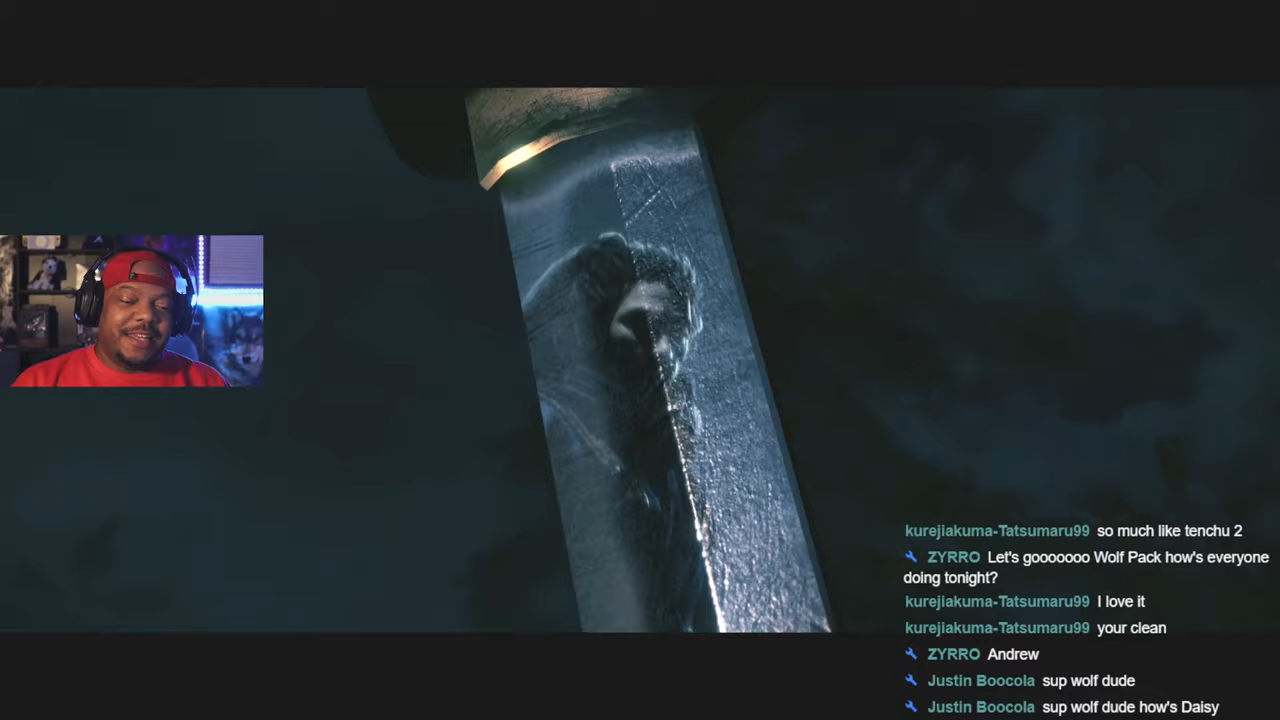 kurejiakuma-Tatsumaru99 so much like tenchu 2
ZYRRO Let's gooooooo Wolf Pack how's everyone
doing tonight?
kurejiakuma-Tatsumaru99 I love it
kurejiakuma-Tatsumaru99 your clean
ZYRRO Andrew
Justin Boocola sup wolf dude
Justin Boocola sup wolf dude how's Daisy